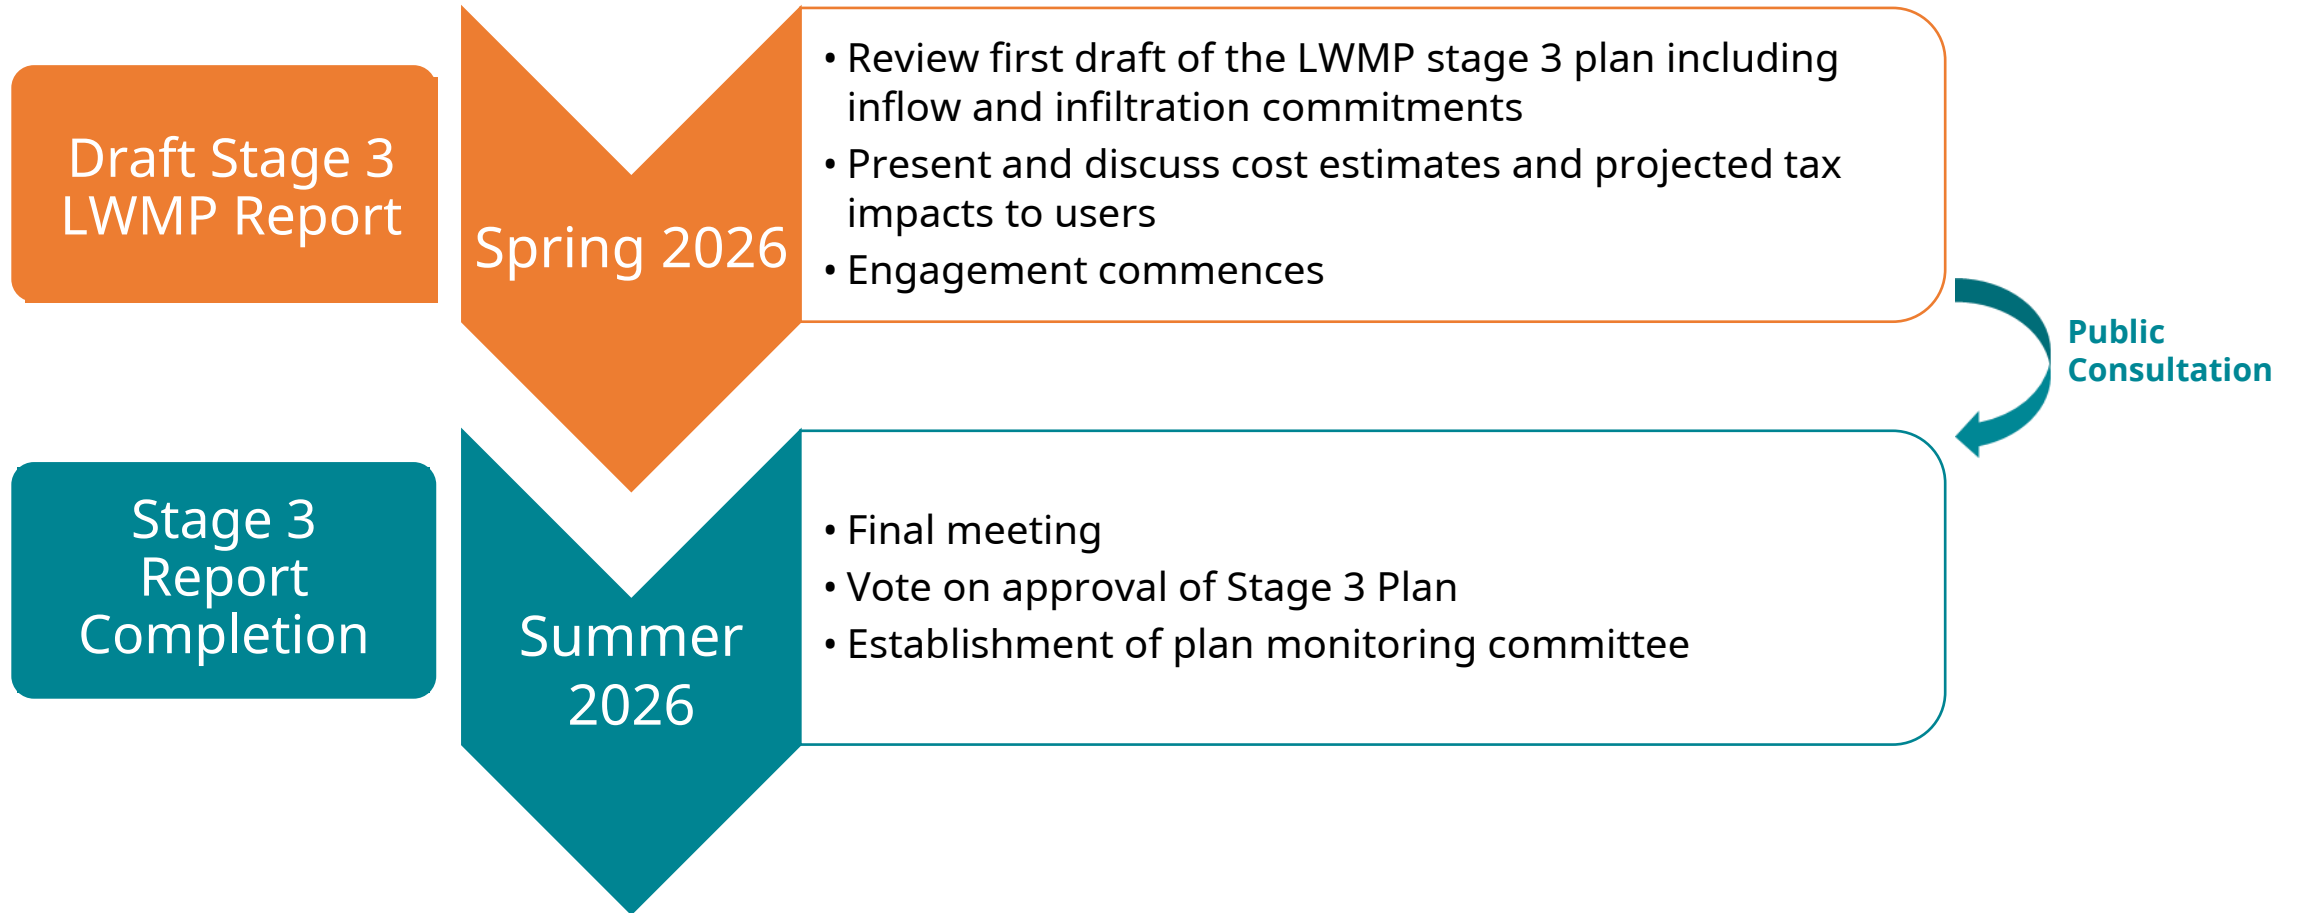 Draft Stage 3
LWMP Report
Spring 2026
• Review first draft of the LWMP stage 3 plan including
inflow and infiltration commitments
• Present and discuss cost estimates and projected tax
impacts to users
• Engagement commences
Public
Consultation
Stage 3
Report
Completion
Summer
2026
• Final meeting
• Vote on approval of Stage 3 Plan
• Establishment of plan monitoring committee